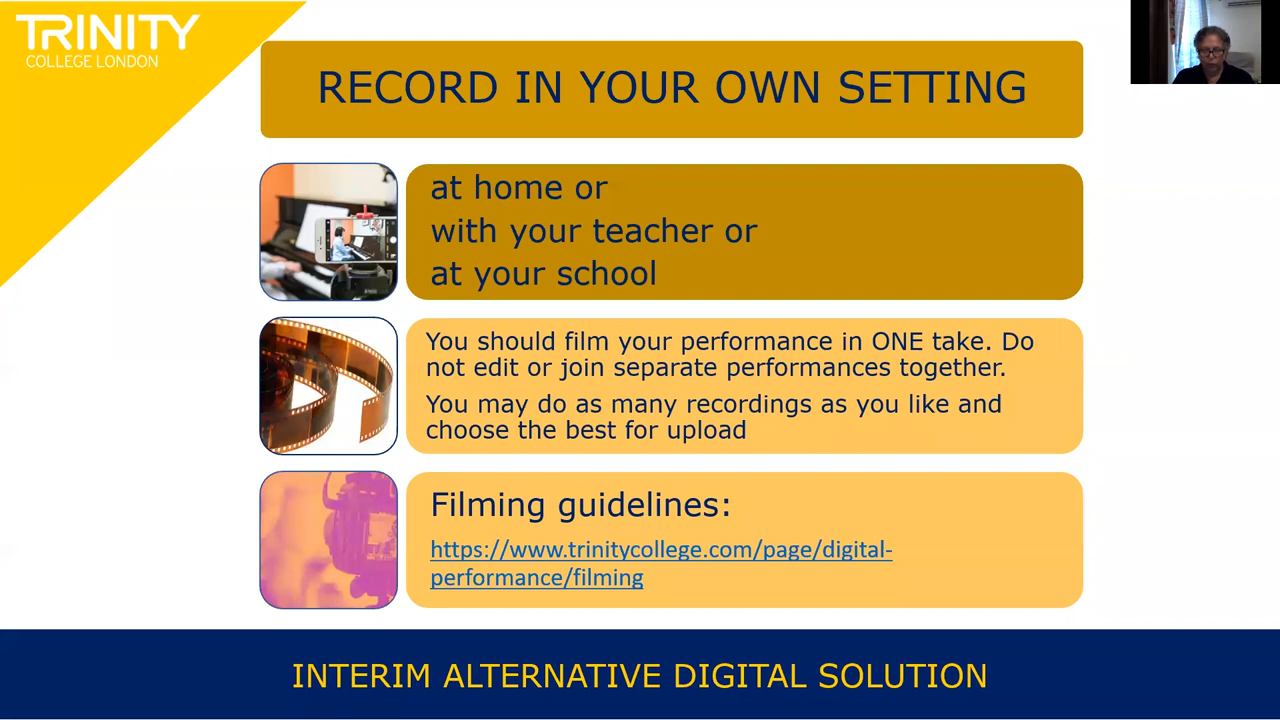 TRINITY
COLLEGE LONDON
RECORD IN YOUR OWN SETTING
at home or
with your teacher or
at your school
You should film your performance in ONE take. Do
not edit or join separate performances together.
You may do as many recordings as you like and
choose the best for upload
Filming guidelines:
https://www.trinitycollege.com/page/digital-
performance/filming
INTERIM ALTERNATIVE DIGITAL SOLUTION